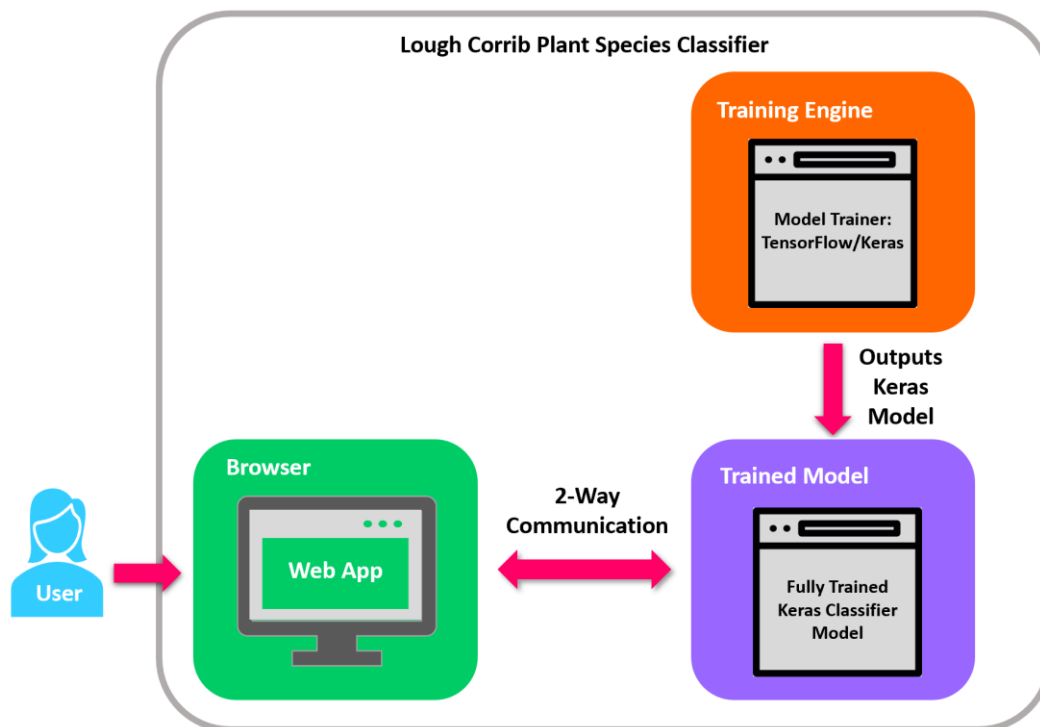 Lough Corrib Plant Species Classifier
Training Engine
Model Trainer:
TensorFlow/Keras
Outputs
Keras
Model
Browser
Web App
2-Way
Communication
Trained Model
Fully Trained
Keras Classifier
Model
User